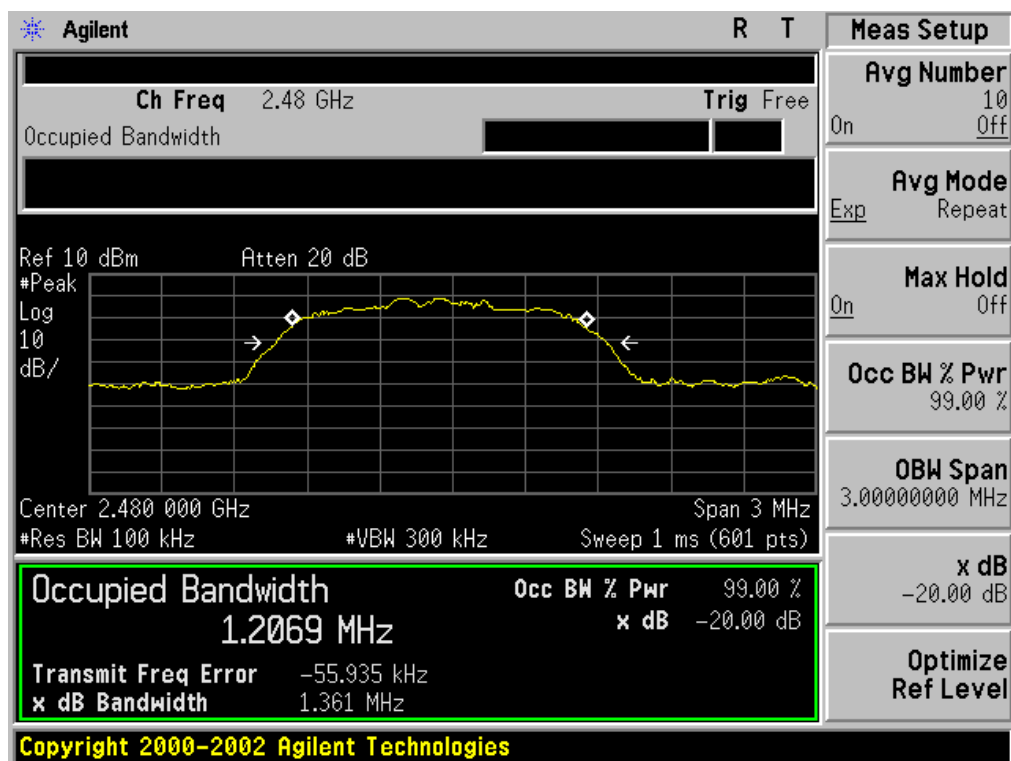 Agilent R T
Ch Freq 2.48 GHz Trig Free
Occupied Bandwidth
Ref 10 dBm Atten 20 dB
#Peak
Log
10
dB/
Center 2.480 000 GHz Span 3 MHz
#Res BW 100 kHz #VBW 300 kHz Sweep 1 ms (601 pts)
Occupied Bandwidth Occ BW % Pwr 99.00 %
1.2069 MHz x dB -20.00 dB
Transmit Freq Error -55.935 kHz
x dB Bandwidth 1.361 MHz
Copyright 2000-2002 Agilent Technologies
Meas Setup
Avg Number
10
On Off
Avg Mode
Exp Repeat
Max Hold
On Off
Occ BW % Pwr
99.00 %
OBW Span
3.00000000 MHz
x dB
-20.00 dB
Optimize
Ref Level